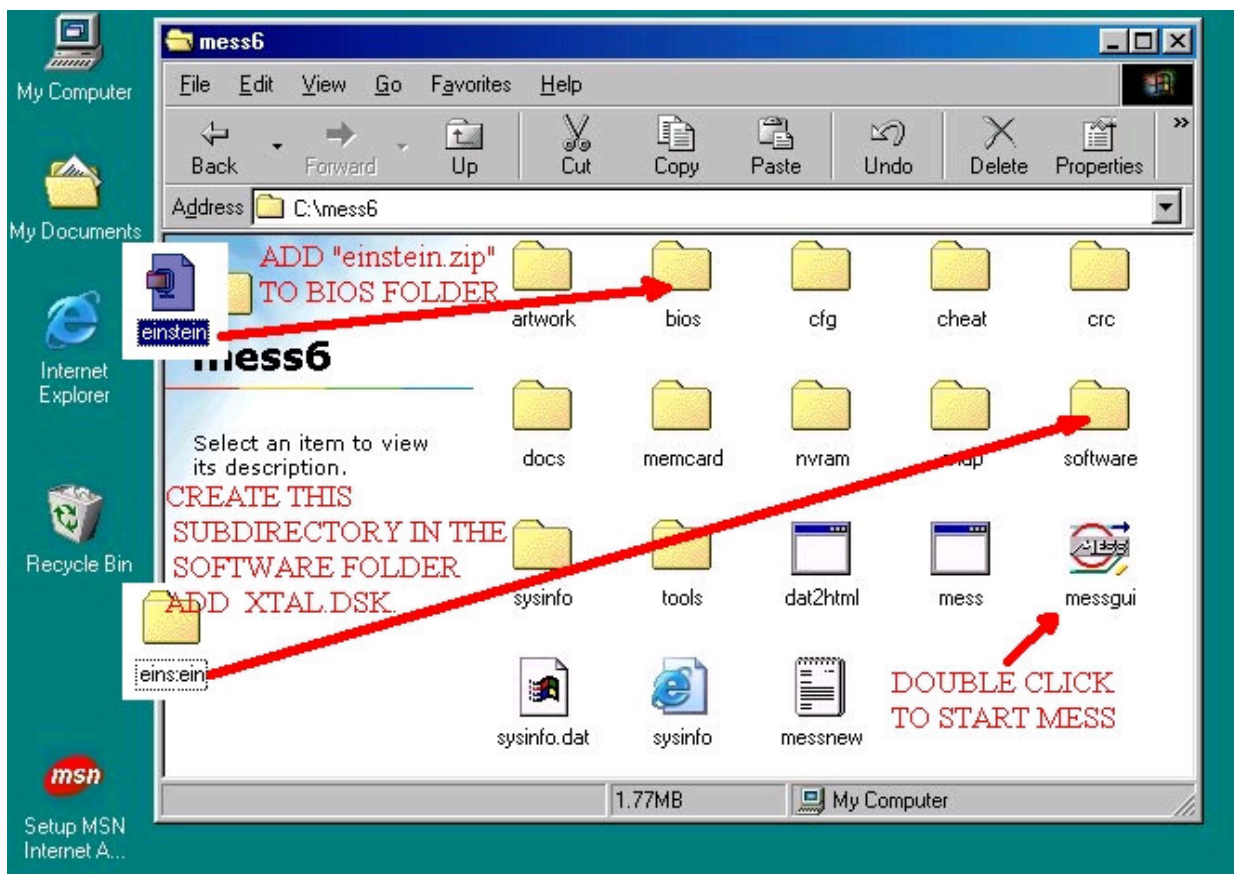 My Computer
My Documents
Internet
Explorer
Recycle Bin
msn
Setup MSN
Internet A...
mess6
File Edit View Go Favorites Help
Back Forward Up Cut Copy Paste Undo Delete Properties »
Address C:\mess6
ADD "einstein.zip"
TO BIOS FOLDER
einstein
mess6
Select an item to view
its description.
CREATE THIS
SUBDIRECTORY IN THE
SOFTWARE FOLDER
ADD XTAL.DSK.
eins:ein
artwork bios cfg cheat crc
docs memcard nvram software
sysinfo tools dat2html mess messgui
MESS
sysinfo.dat sysinfo messnew
DOUBLE CLICK
TO START MESS
1.77MB My Computer